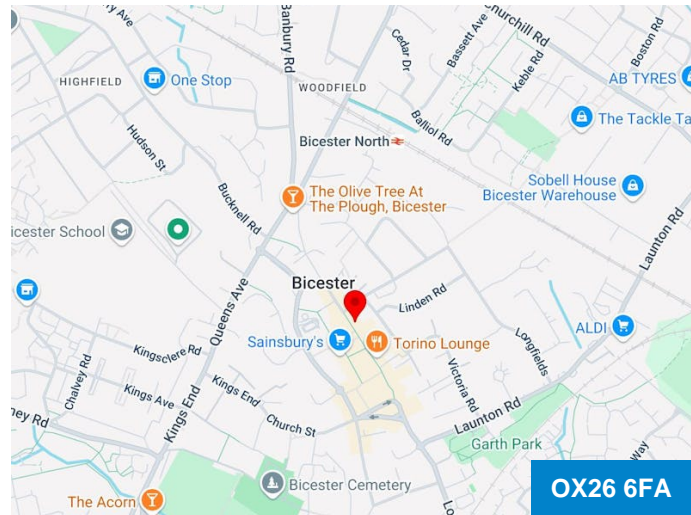 Banbury Rd
Cedar Dr
Bassett Ave
Churchill Rd
Keble Rd
Boston Rd
HIGHFIELD
One Stop
WOODFIELD
AB TYRES
Hudson St
Balliol Rd
The Tackle Ta
Bicester North
Bucknell Rd
The Olive Tree At
The Plough, Bicester
Sobell House
Bicester Warehouse
icester School
Launton Rd
Queens Ave
Bicester
Linden Rd
Sainsbury's
Torino Lounge
ALDI
Longfields
Kingsclere Rd
Chalvey Rd
Kings Ave
Kings End
Kings End
Victoria Rd
Church St
Launton Rd
ney Rd
Garth Park
Way
Bicester Cemetery
The Acorn
Lo
OX26 6FA